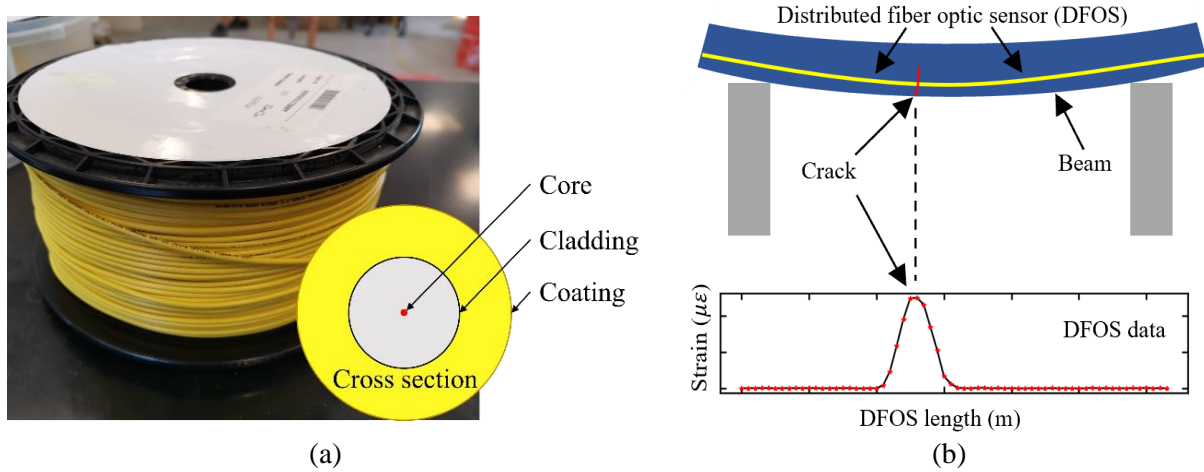 Core
Cladding
Coating
Cross section
(a)
Distributed fiber optic sensor (DFOS)
Crack
Beam
Strain (με)
DFOS data
DFOS length (m)
(b)